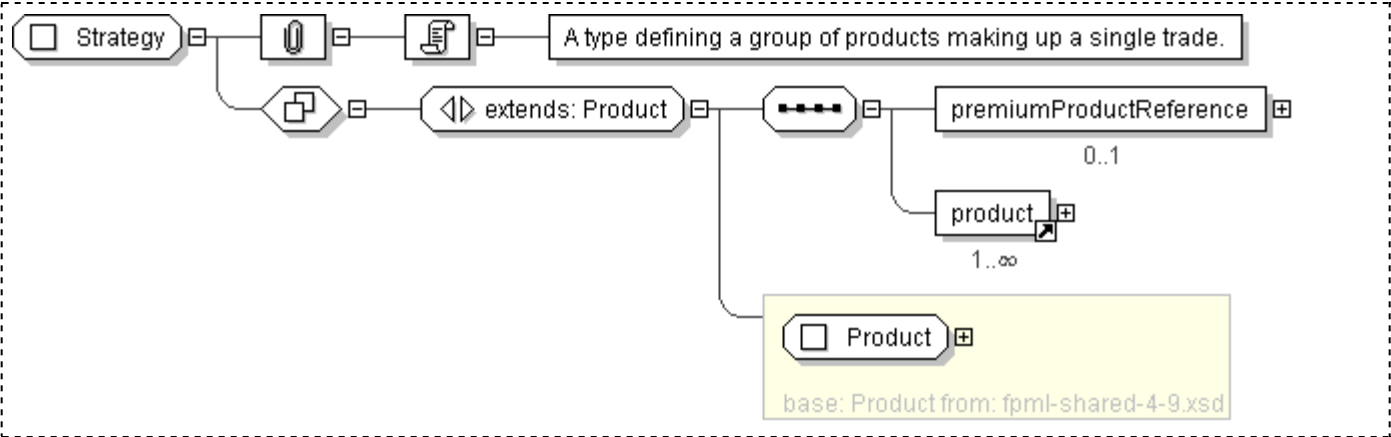 Strategy
A type defining a group of products making up a single trade.
extends: Product
premiumProductReference
0..1
product
1..∞
Product
base: Product from: fpml-shared-4-9.xsd